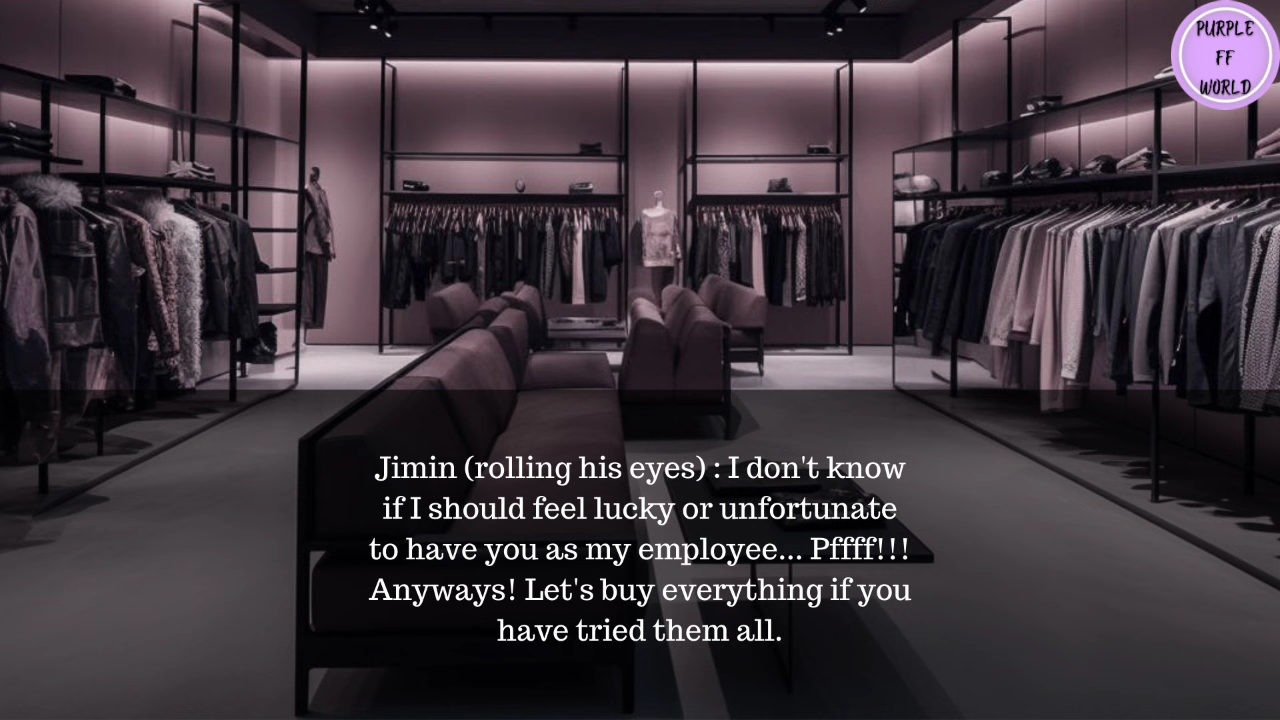 PURPLE
FF
WORLD
Jimin (rolling his eyes) : I don't know
if I should feel lucky or unfortunate
to have you as my employee... Pffff!!!
Anyways! Let's buy everything if you
have tried them all.